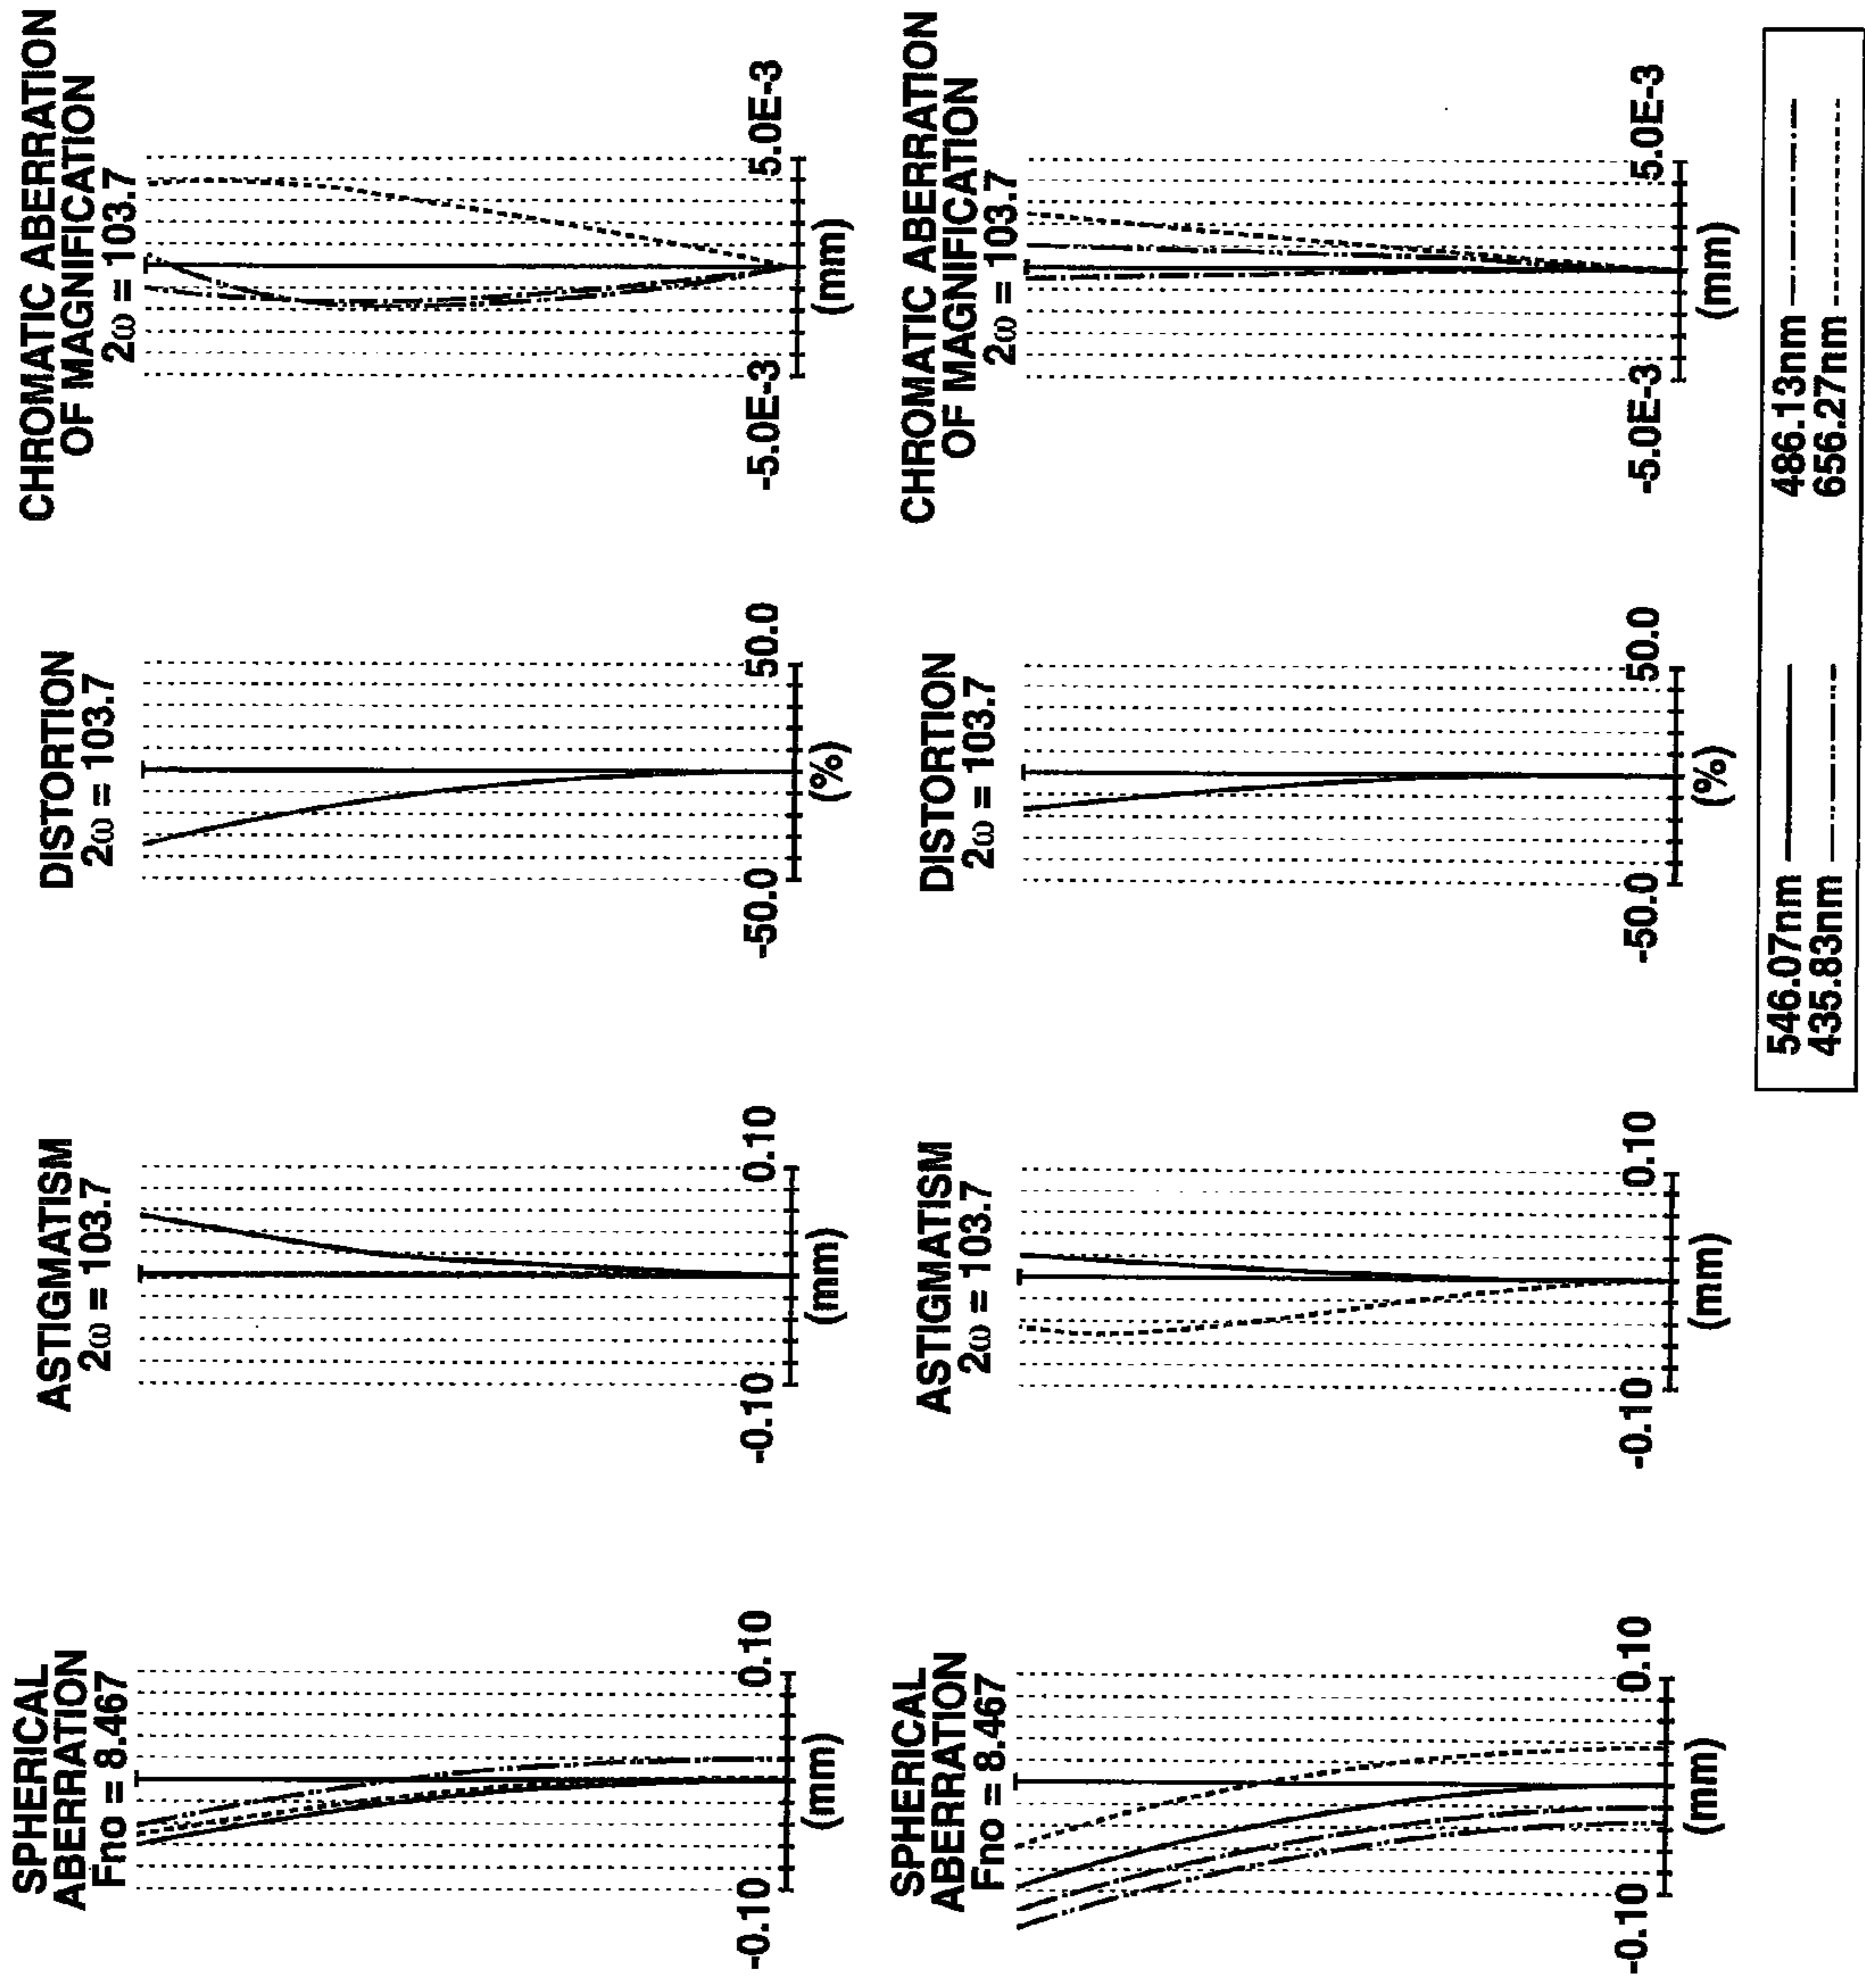 SPHERICAL
ABERRATION
Fno = 8.467
-0.10
0.10
(mm)
ASTIGMATISM
2ω = 103.7
-0.10
0.10
(mm)
DISTORTION
2ω = 103.7
-50.0
50.0
(%)
CHROMATIC ABERRATION
OF MAGNIFICATION
2ω = 103.7
-5.0E-3
5.0E-3
(mm)
SPHERICAL
ABERRATION
Fno = 8.467
-0.10
0.10
(mm)
ASTIGMATISM
2ω = 103.7
-0.10
0.10
(mm)
DISTORTION
2ω = 103.7
-50.0
50.0
(%)
CHROMATIC ABERRATION
OF MAGNIFICATION
2ω = 103.7
-5.0E-3
5.0E-3
(mm)
546.07nm
486.13nm
435.83nm
656.27nm